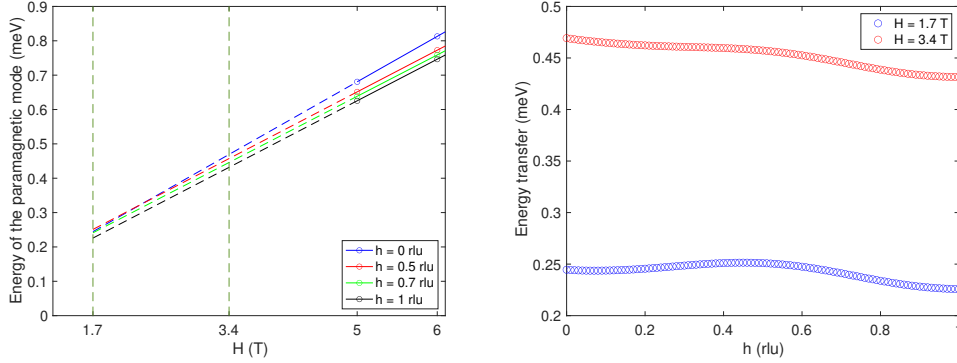 Energy of the paramagnetic mode (meV)
0.9
0.8
0.7
0.6
0.5
0.4
0.3
0.2
0.1
0
1.7
3.4
5
6
H (T)
h = 0 rlu
h = 0.5 rlu
h = 0.7 rlu
h = 1 rlu
Energy transfer (meV)
0.5
0.45
0.4
0.35
0.3
0.25
0.2
0
0.2
0.4
0.6
0.8
1
h (rlu)
H = 1.7 T
H = 3.4 T